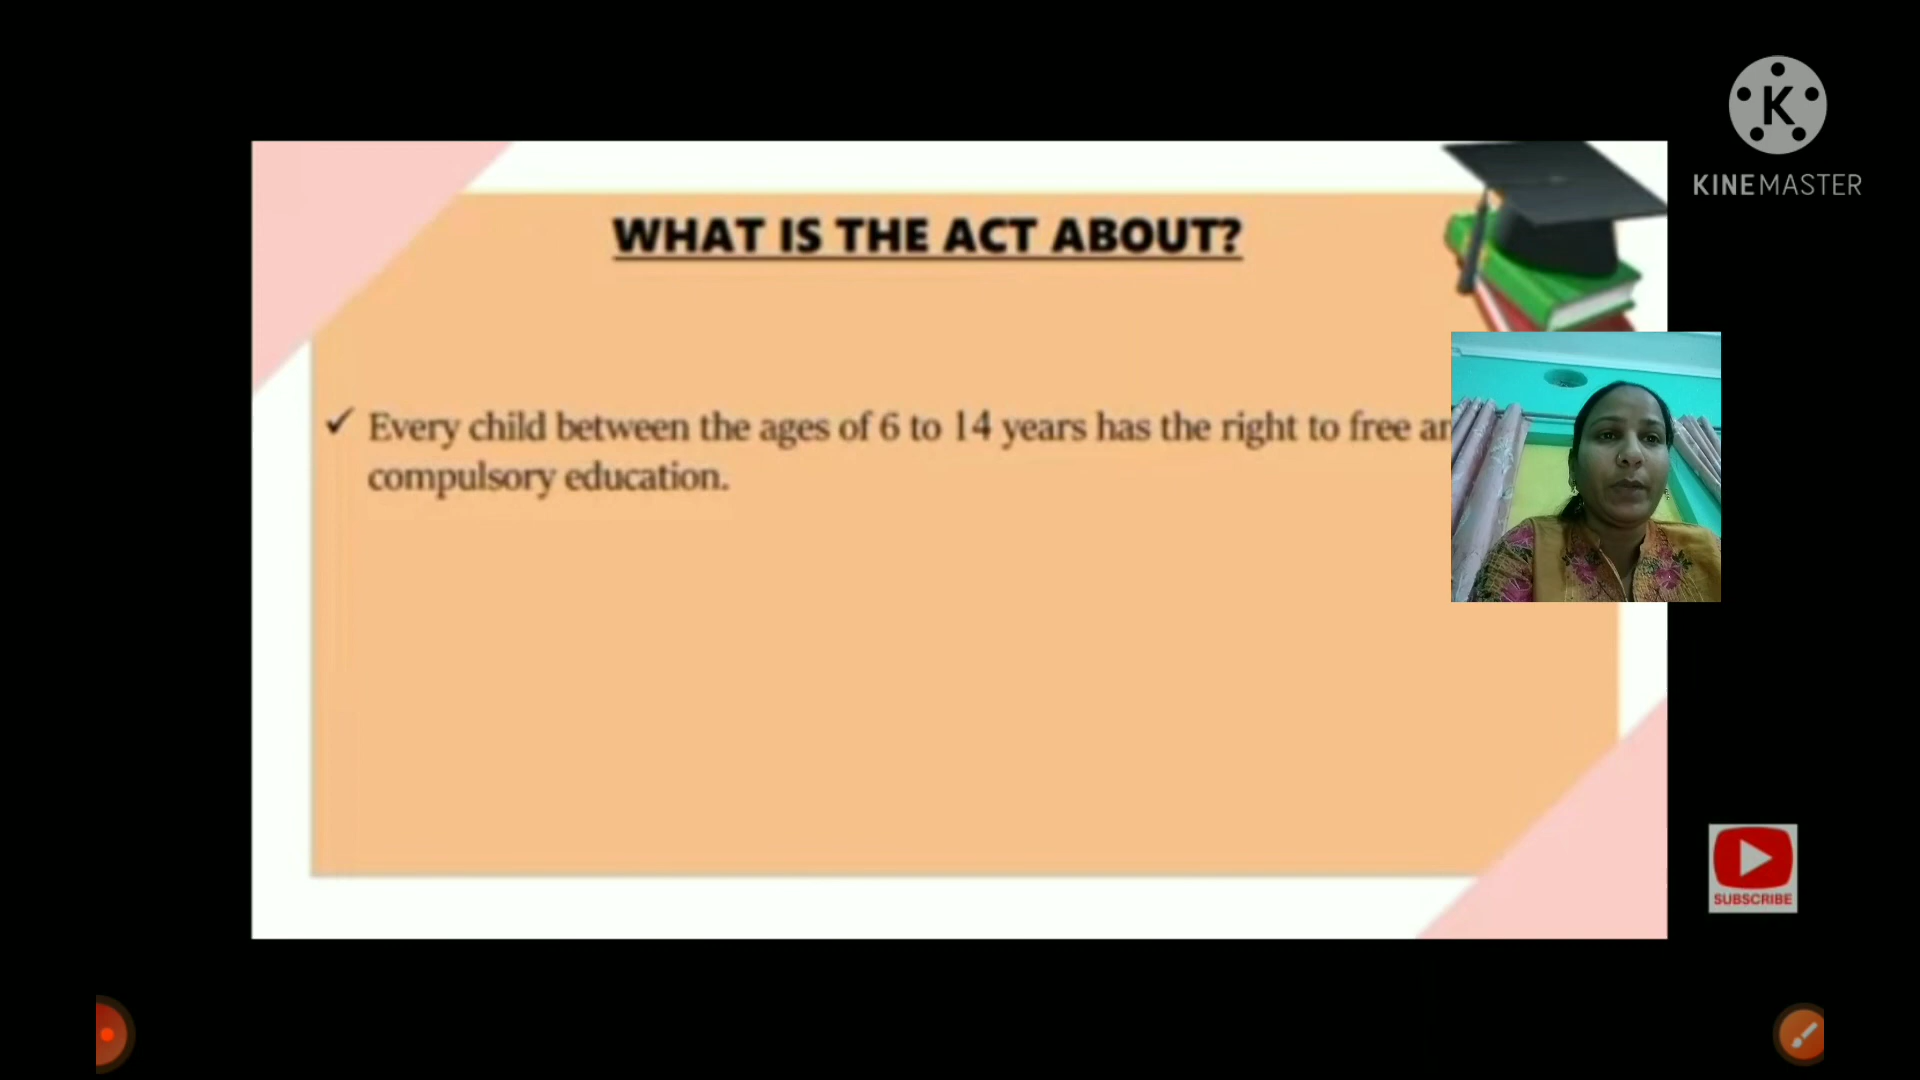 K
KINEMASTER
WHAT IS THE ACT ABOUT?
Every child between the ages of 6 to 14 years has the right to free
compulsory education.
SUBSCRIBE